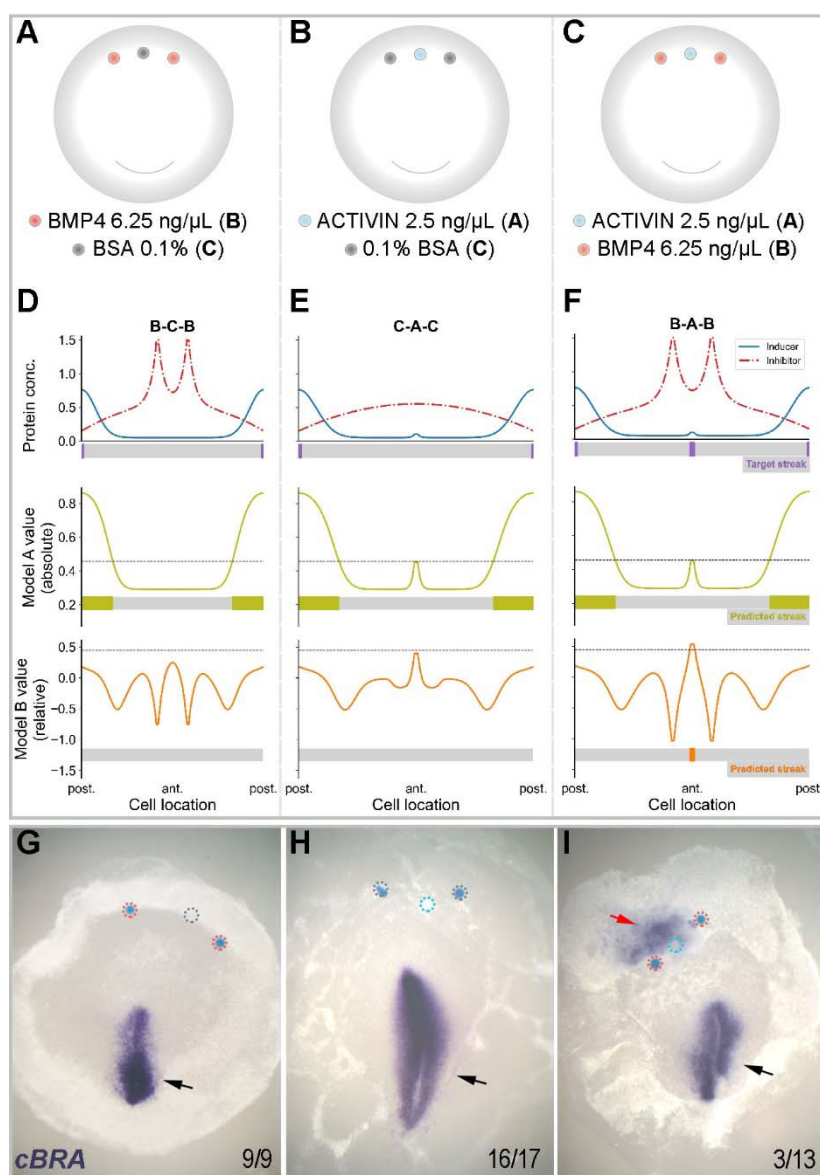 A
B
C
BMP4 6.25 ng/µL (B)
BSA 0.1% (C)
ACTIVIN 2.5 ng/µL (A)
0.1% BSA (C)
ACTIVIN 2.5 ng/µL (A)
BMP4 6.25 ng/µL (B)
D
E
F
B-C-B
C-A-C
B-A-B
Protein conc.
1.5
1.0
0.5
0.0
Inducer
Inhibitor
Target streak
Model A value
(absolute)
0.8
0.6
0.4
0.2
Predicted streak
Model B value
(relative)
0.5
0.0
−0.5
−1.0
−1.5
Predicted streak
post.
ant.
post.
post.
ant.
post.
post.
ant.
post.
Cell location
Cell location
Cell location
G
H
I
cBRA
9/9
16/17
3/13